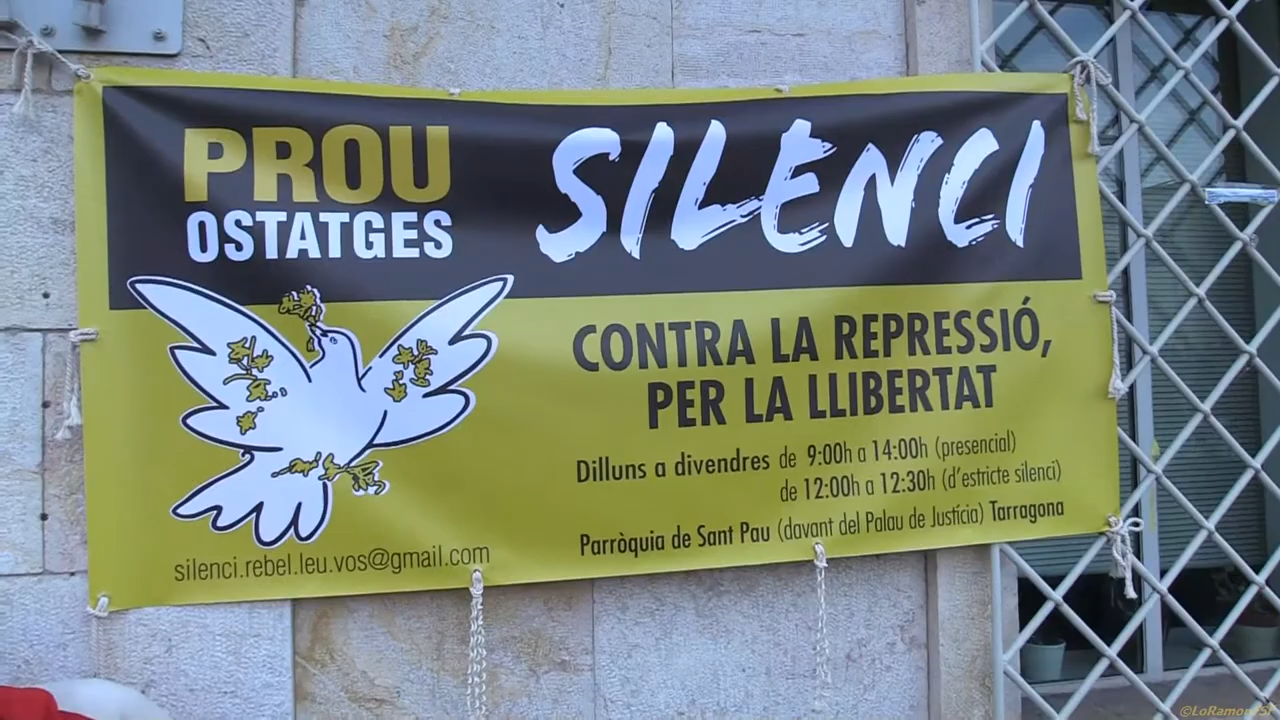 PROU
OSTATGES
SILENCI
CONTRA LA REPRESSIÓ,
PER LA LLIBERTAT
Dilluns a divendres de 9:00h a 14:00h (presencial)
de 12:00h a 12:30h (d'estricte silenci)
Parròquia de Sant Pau (davant del Palau de Justícia) Tarragona
silenci.rebel.leu.vos@gmail.com